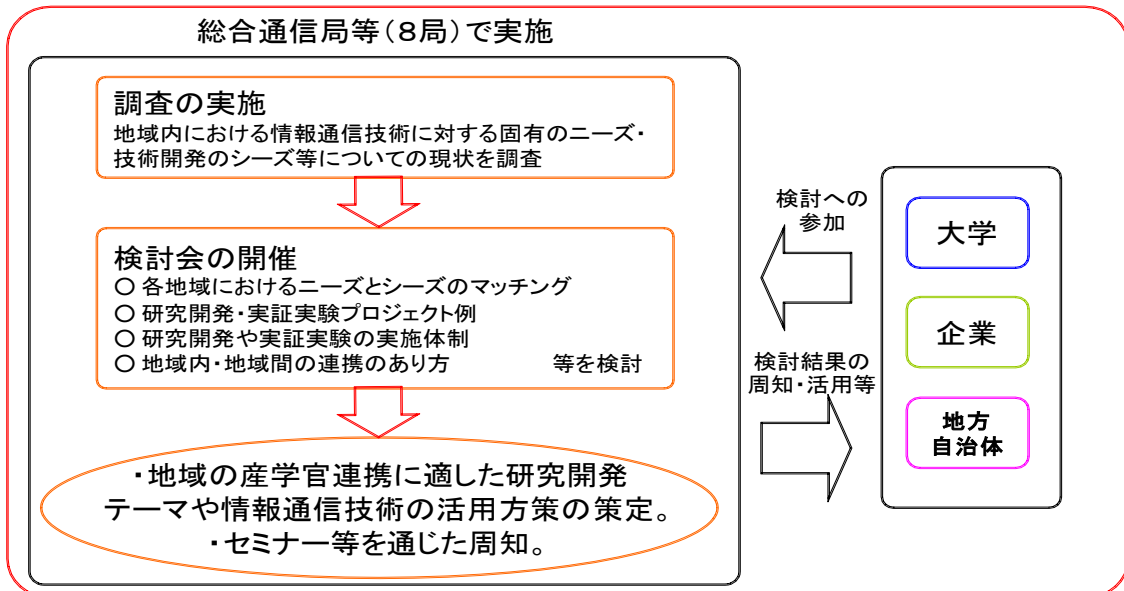 総合通信局等（８局）で実施
調査の実施
地域内における情報通信技術に対する固有のニーズ・
技術開発のシーズ等についての現状を調査
検討会の開催
○ 各地域におけるニーズとシーズのマッチング
○ 研究開発・実証実験プロジェクト例
○ 研究開発や実証実験の実施体制
○ 地域内・地域間の連携のあり方　　　等を検討
・地域の産学官連携に適した研究開発
テーマや情報通信技術の活用方策の策定。
・セミナー等を通じた周知。
検討への
参加
検討結果の
周知・活用等
大学
企業
地方
自治体